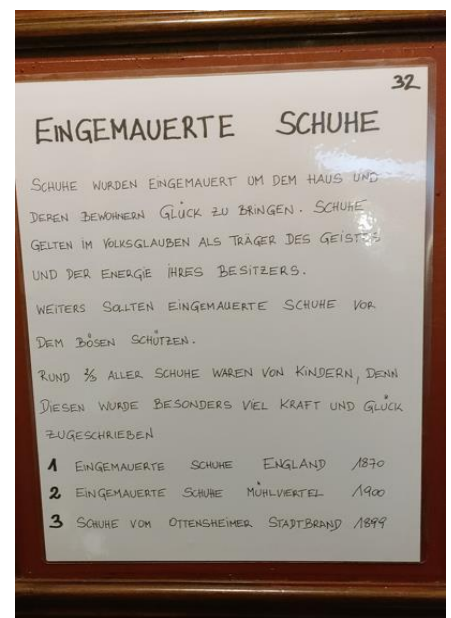 32
EINGEMAUERTE SCHUHE
SCHUHE WURDEN EINGEMAUERT UM DEM HAUS UND
DEREN BEWOHNERN GLÜCK ZU BRINGEN. SCHUHE
GELTEN IM VOLKSGLAUBEN ALS TRÄGER DES GEISTES
UND DER ENERGIE IHRES BESITZERS.
WEITERS SOLLTEN EINGEMAUERTE SCHUHE VOR
DEM BÖSEN SCHÜTZEN.
RUND 2/3 ALLER SCHUHE WAREN VON KINDERN, DENN
DIESEN WURDE BESONDERS VIEL KRAFT UND GLÜCK
ZUGESCHRIEBEN
1 EINGEMAUERTE SCHUHE ENGLAND 1870
2 EINGEMAUERTE SCHUHE MÜHLVIERTEL 1900
3 SCHUHE VOM OTTENSHEIMER STADTBRAND 1899